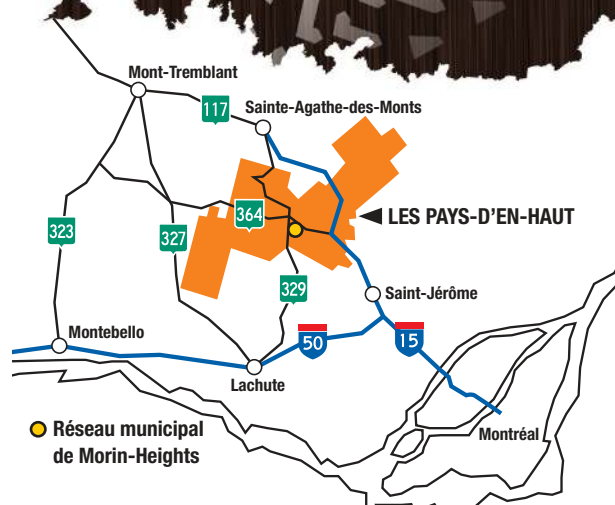 Mont-Tremblant
117
Sainte-Agathe-des-Monts
364
LES PAYS-D'EN-HAUT
323
327
329
Saint-Jérôme
Montebello
50
15
Lachute
Réseau municipal
de Morin-Heights
Montréal